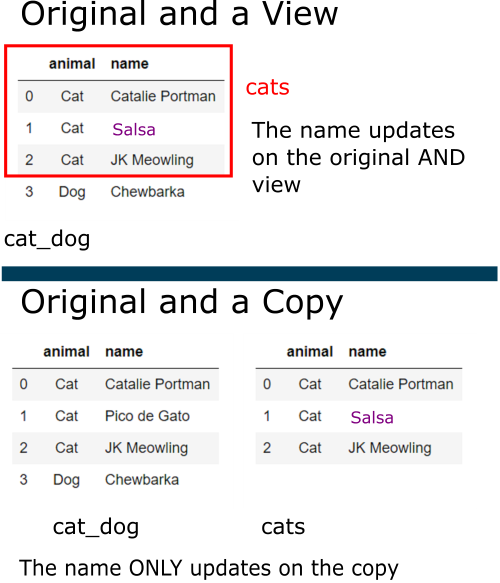 Original and a View
animal name
0 Cat Catalie Portman
1 Cat Salsa
2 Cat JK Meowling
3 Dog Chewbarka
cats
The name updates
on the original AND
view
cat_dog
Original and a Copy
animal name
0 Cat Catalie Portman
1 Cat Pico de Gato
2 Cat JK Meowling
3 Dog Chewbarka
cat_dog
animal name
0 Cat Catalie Portman
1 Cat Salsa
2 Cat JK Meowling
cats
The name ONLY updates on the copy